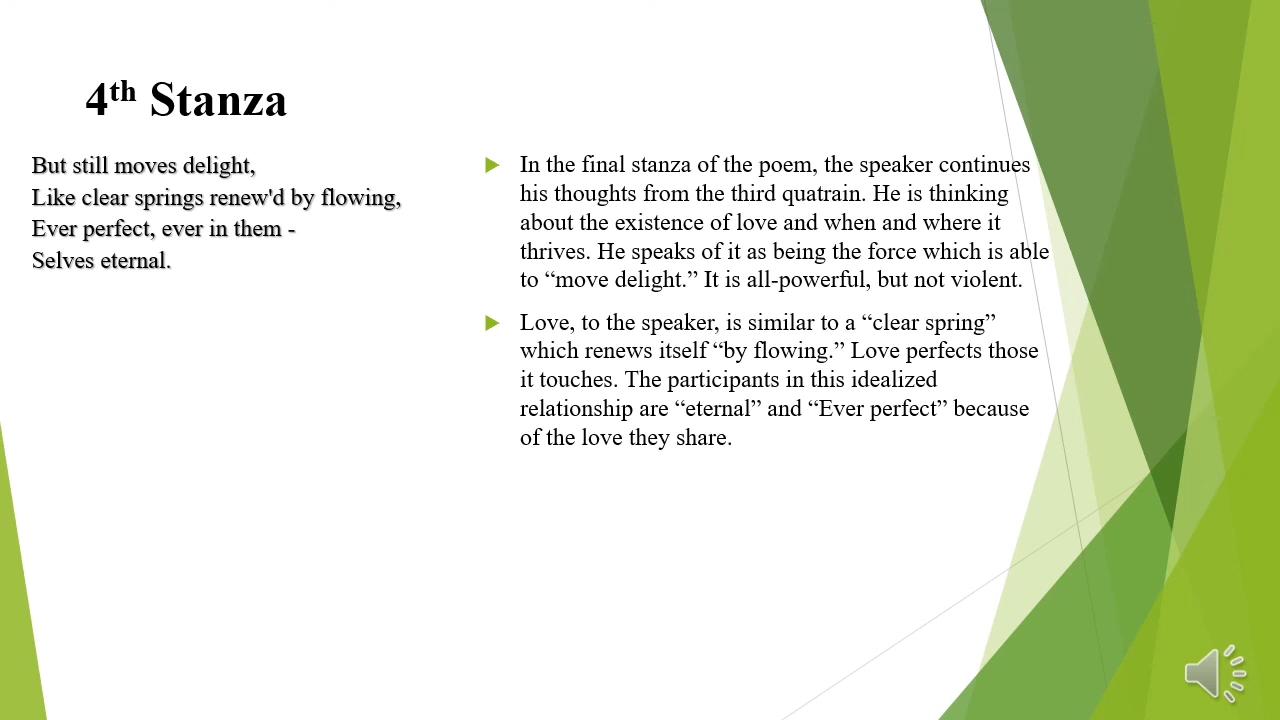 4th Stanza
But still moves delight,
Like clear springs renew'd by flowing,
Ever perfect, ever in them -
Selves eternal.
In the final stanza of the poem, the speaker continues
his thoughts from the third quatrain. He is thinking
about the existence of love and when and where it
thrives. He speaks of it as being the force which is able
to “move delight.” It is all-powerful, but not violent.
Love, to the speaker, is similar to a “clear spring”
which renews itself “by flowing.” Love perfects those
it touches. The participants in this idealized
relationship are “eternal” and “Ever perfect” because
of the love they share.